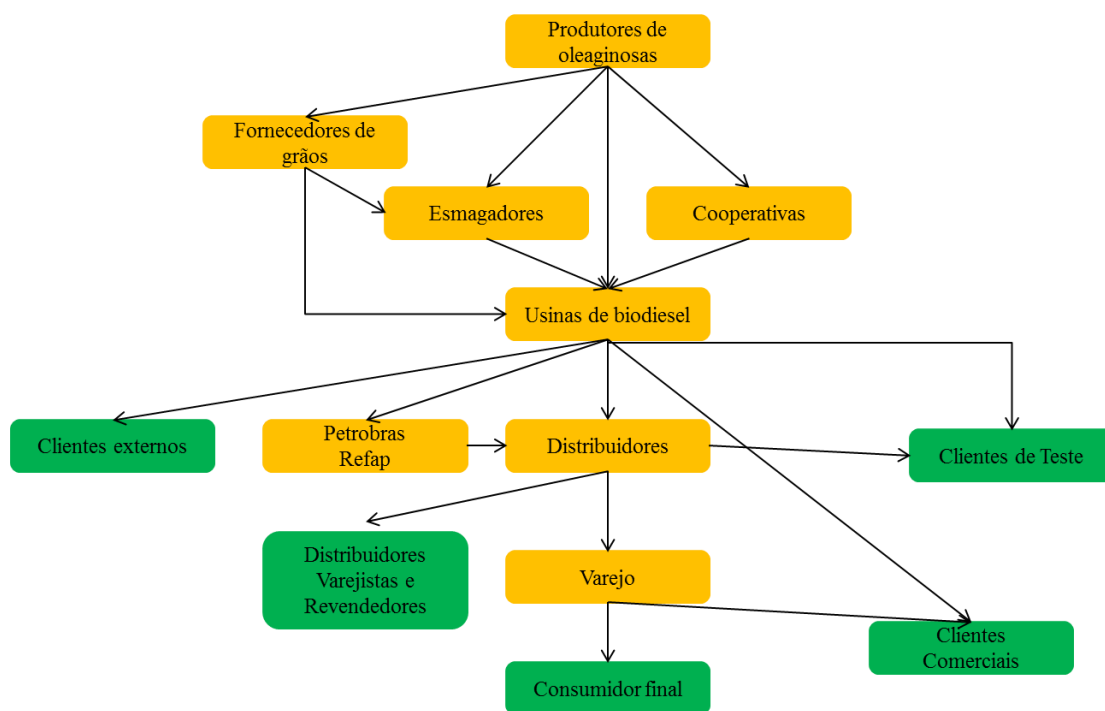 Produtores de
oleaginosas
Fornecedores de
grãos
Esmagadores
Cooperativas
Usinas de biodiesel
Clientes externos
Petrobras
Refap
Distribuidores
Clientes de Teste
Distribuidores
Varejistas e
Revendedores
Varejo
Clientes
Comerciais
Consumidor final